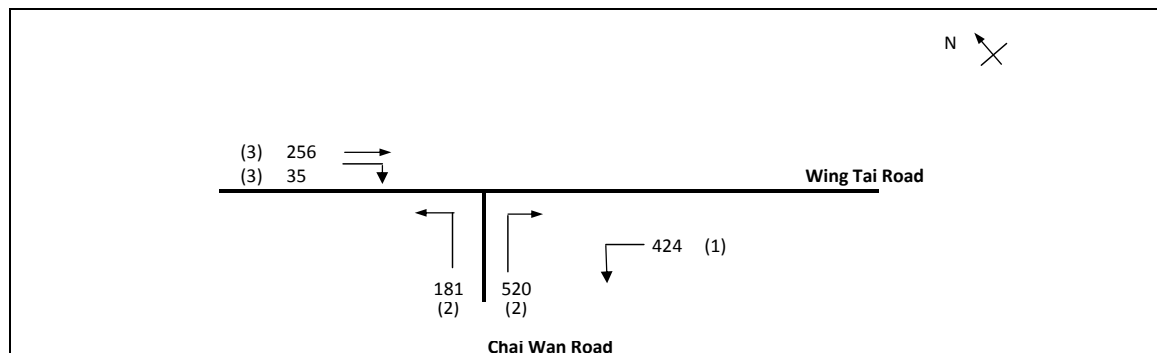 N
(3) 256
(3) 35
Wing Tai Road
424 (1)
181 520
(2) (2)
Chai Wan Road